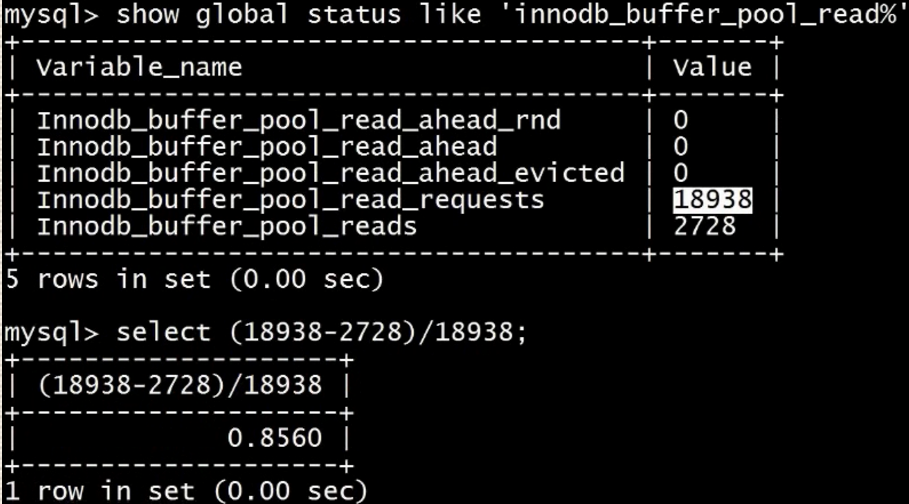 mysql> show global status like 'innodb_buffer_pool_read%'
+---------------------------------------+-------+
| Variable_name                         | Value |
+---------------------------------------+-------+
| Innodb_buffer_pool_read_ahead_rnd     | 0     |
| Innodb_buffer_pool_read_ahead         | 0     |
| Innodb_buffer_pool_read_ahead_evicted | 0     |
| Innodb_buffer_pool_read_requests      | 18938 |
| Innodb_buffer_pool_reads              | 2728  |
+---------------------------------------+-------+
5 rows in set (0.00 sec)
mysql> select (18938-2728)/18938;
+--------------------+
| (18938-2728)/18938 |
+--------------------+
|             0.8560 |
+--------------------+
1 row in set (0.00 sec)